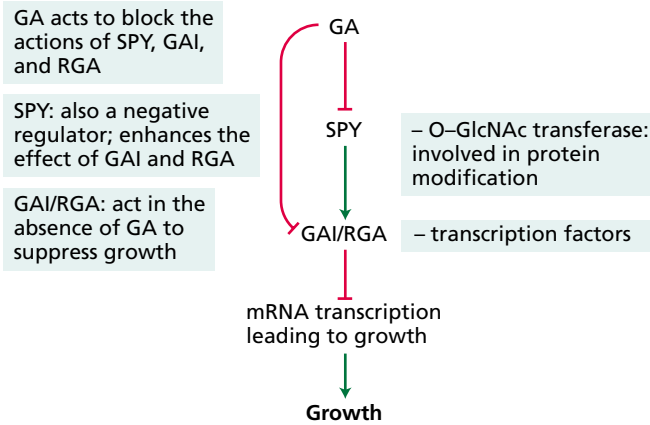 GA acts to block the
actions of SPY, GAI,
and RGA
GA
SPY: also a negative
regulator; enhances the
effect of GAI and RGA
SPY
– O–GlcNAc transferase:
involved in protein
modification
GAI/RGA: act in the
absence of GA to
suppress growth
GAI/RGA
– transcription factors
mRNA transcription
leading to growth
Growth